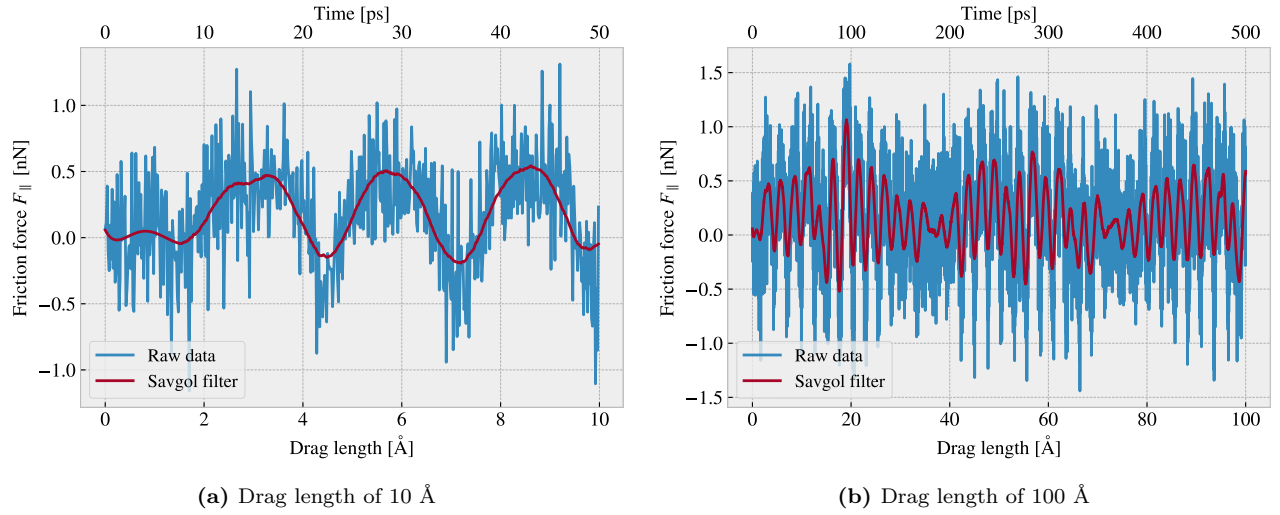 Time [ps]
0 10 20 30 40 50
Friction force F∥ [nN]
1.0
0.5
0.0
−0.5
−1.0
Raw data
Savgol filter
0 2 4 6 8 10
Drag length [Å]
(a) Drag length of 10 Å
Time [ps]
0 100 200 300 400 500
Friction force F∥ [nN]
1.5
1.0
0.5
0.0
−0.5
−1.0
−1.5
Raw data
Savgol filter
0 20 40 60 80 100
Drag length [Å]
(b) Drag length of 100 Å